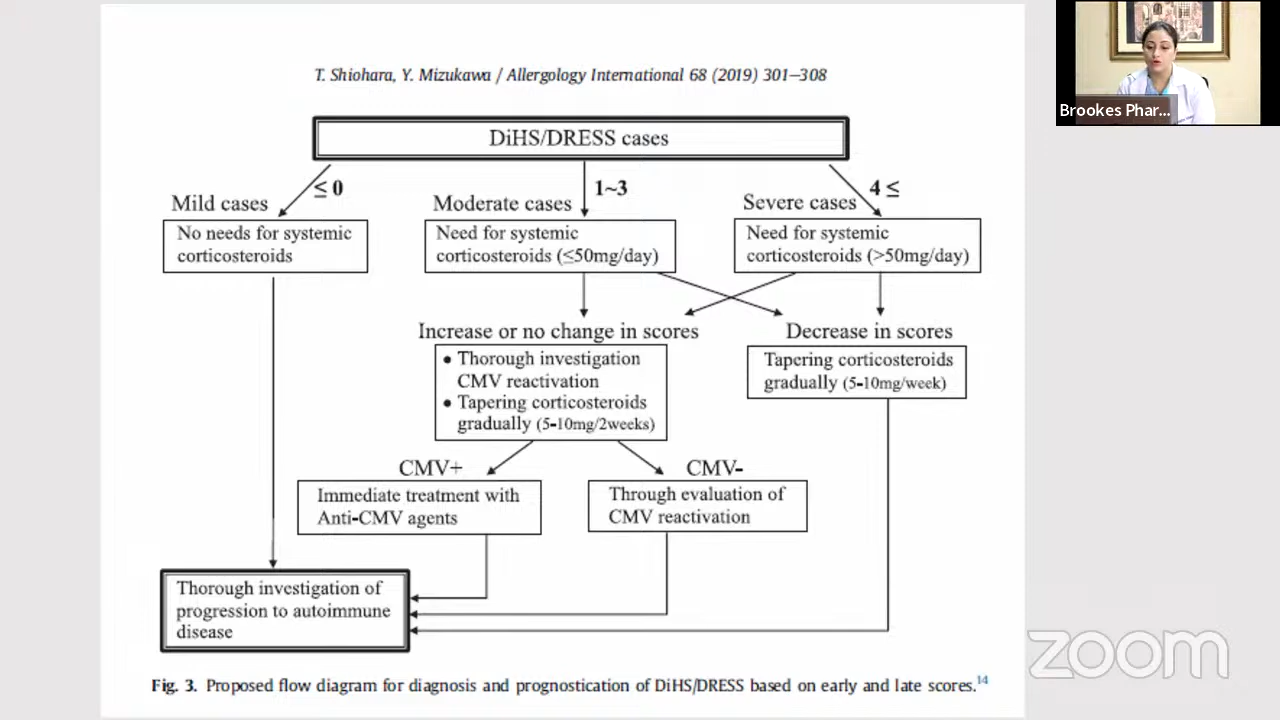 T. Shiohara, Y. Mizukawa / Allergology International 68 (2019) 301–308
Brookes Phar...
DiHS/DRESS cases
≤ 0
1~3
4 ≤
Mild cases
Moderate cases
Severe cases
No needs for systemic
corticosteroids
Need for systemic
corticosteroids (≤50mg/day)
Need for systemic
corticosteroids (>50mg/day)
Increase or no change in scores
Decrease in scores
• Thorough investigation
CMV reactivation
• Tapering corticosteroids
gradually (5-10mg/2weeks)
Tapering corticosteroids
gradually (5-10mg/week)
CMV+
CMV-
Immediate treatment with
Anti-CMV agents
Through evaluation of
CMV reactivation
Thorough investigation of
progression to autoimmune
disease
zoom
Fig. 3. Proposed flow diagram for diagnosis and prognostication of DiHS/DRESS based on early and late scores.14